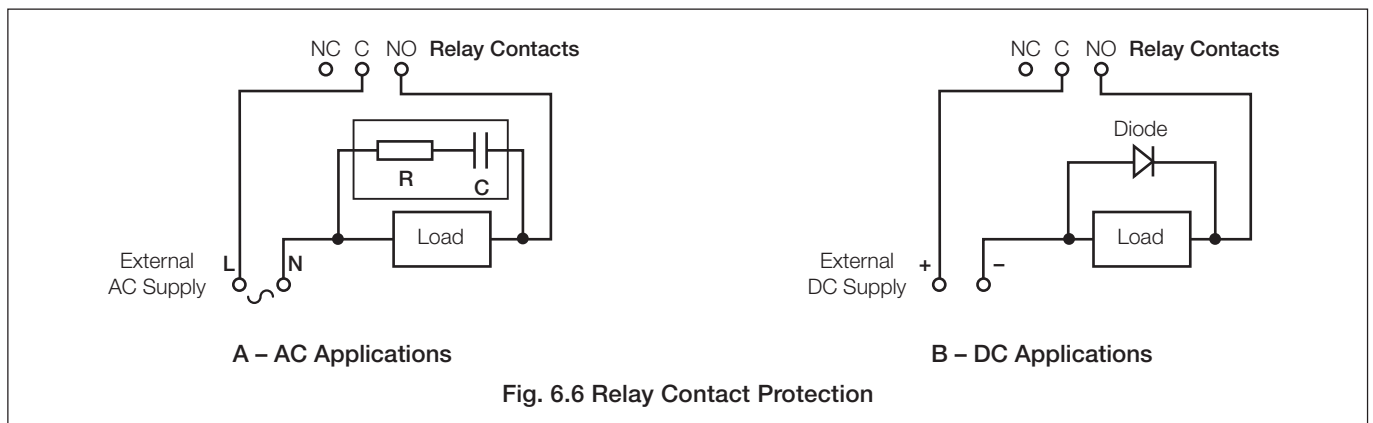 NC C NO Relay Contacts
R
C
Load
External
AC Supply
L
N
A – AC Applications
NC C NO Relay Contacts
Diode
Load
External
DC Supply
+
–
B – DC Applications
Fig. 6.6 Relay Contact Protection